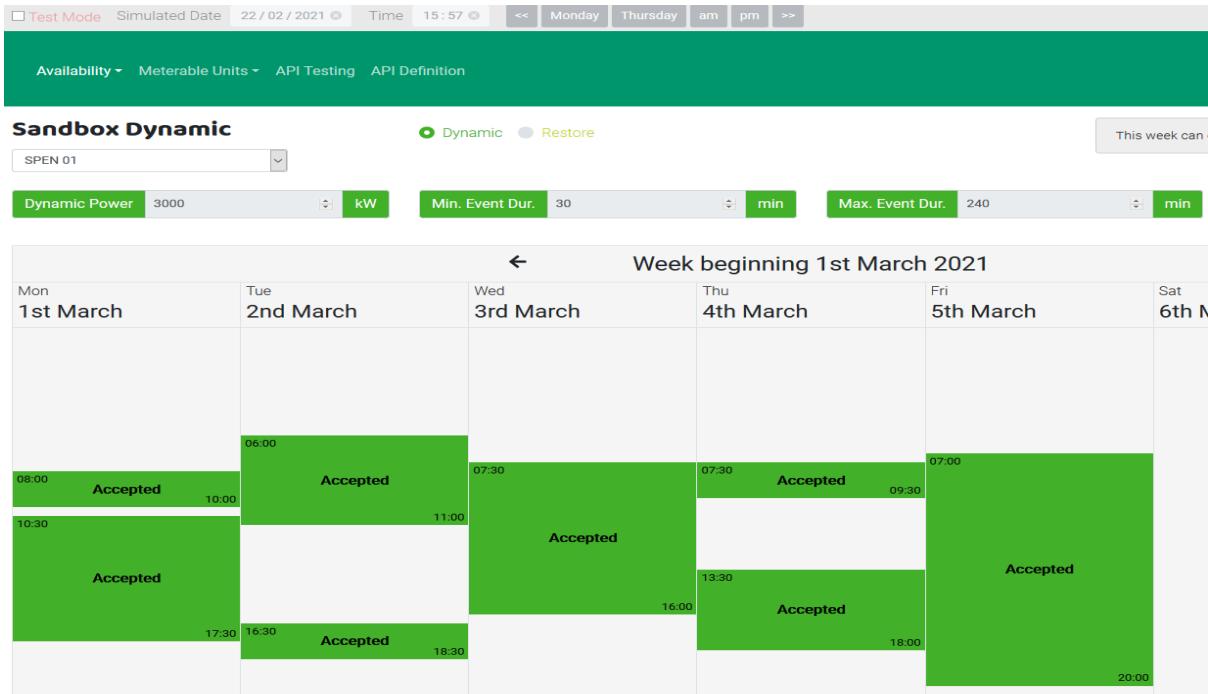 Test Mode Simulated Date 22 / 02 / 2021 Time 15 : 57 << Monday Thursday am pm >>
Availability Meterable Units API Testing API Definition
Sandbox Dynamic
Dynamic Restore
This week can
SPEN 01
Dynamic Power 3000 kW Min. Event Dur. 30 min Max. Event Dur. 240 min
Week beginning 1st March 2021
Mon Tue Wed Thu Fri Sat
1st March 2nd March 3rd March 4th March 5th March 6th
08:00
Accepted
10:00
10:30
Accepted
17:30
06:00
Accepted
11:00
16:30
Accepted
18:30
07:30
Accepted
16:00
07:30
Accepted
09:30
13:30
Accepted
18:00
07:00
Accepted
20:00